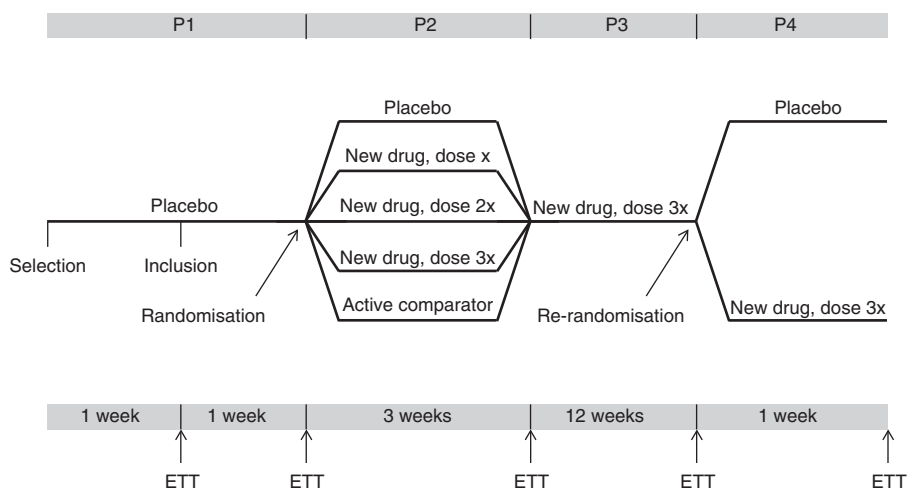 P1 P2 P3 P4
Placebo Placebo
New drug, dose x
Placebo New drug, dose 2x New drug, dose 3x
Selection Inclusion New drug, dose 3x
Randomisation Active comparator Re-randomisation New drug, dose 3x
1 week 1 week 3 weeks 12 weeks 1 week
ETT ETT ETT ETT ETT